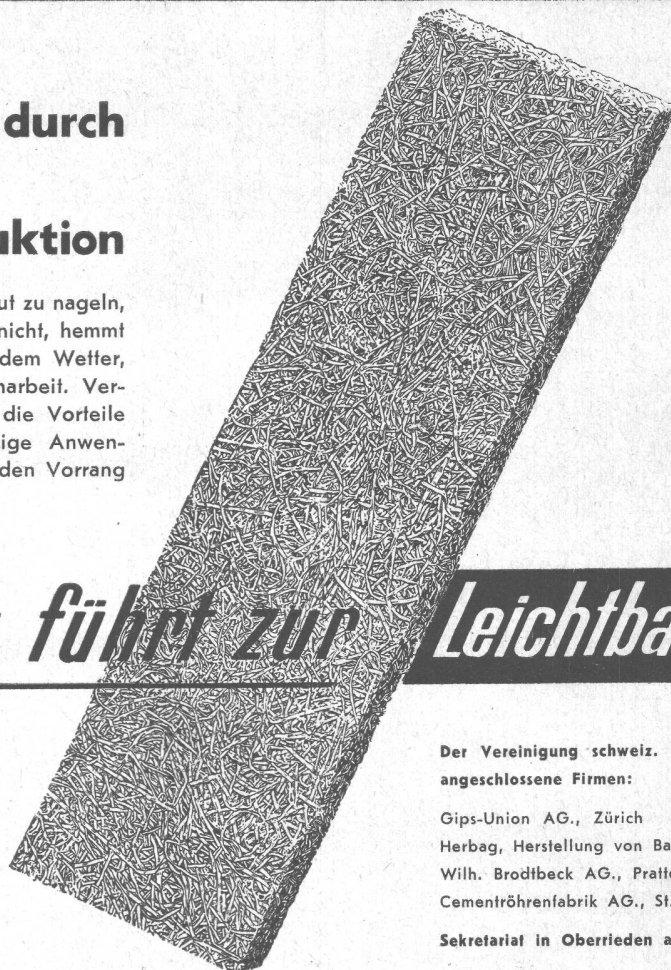 durch
uktion
ut zu nageln,
nicht, hemmt
dem Wetter,
narbeit. Ver-
die Vorteile
ige Anwen-
den Vorrang
führt zur Leichtba
Der Vereinigung schweiz.
angeschlossene Firmen:
Gips-Union AG., Zürich
Herbag, Herstellung von Ba
Wilh. Brodtbeck AG., Pratte
Cementröhrenfabrik AG., St.
Sekretariat in Oberrieden a